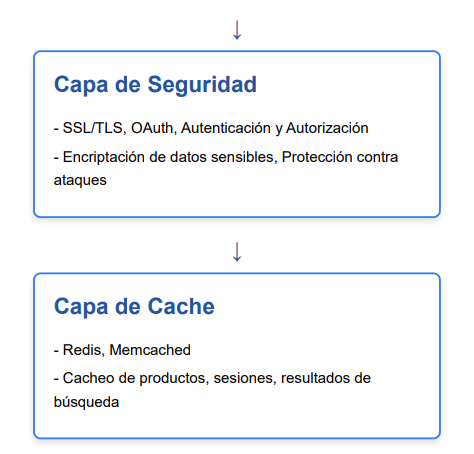 ↓
Capa de Seguridad
- SSL/TLS, OAuth, Autenticación y Autorización
- Encriptación de datos sensibles, Protección contra
ataques
↓
Capa de Cache
- Redis, Memcached
- Cacheo de productos, sesiones, resultados de
búsqueda